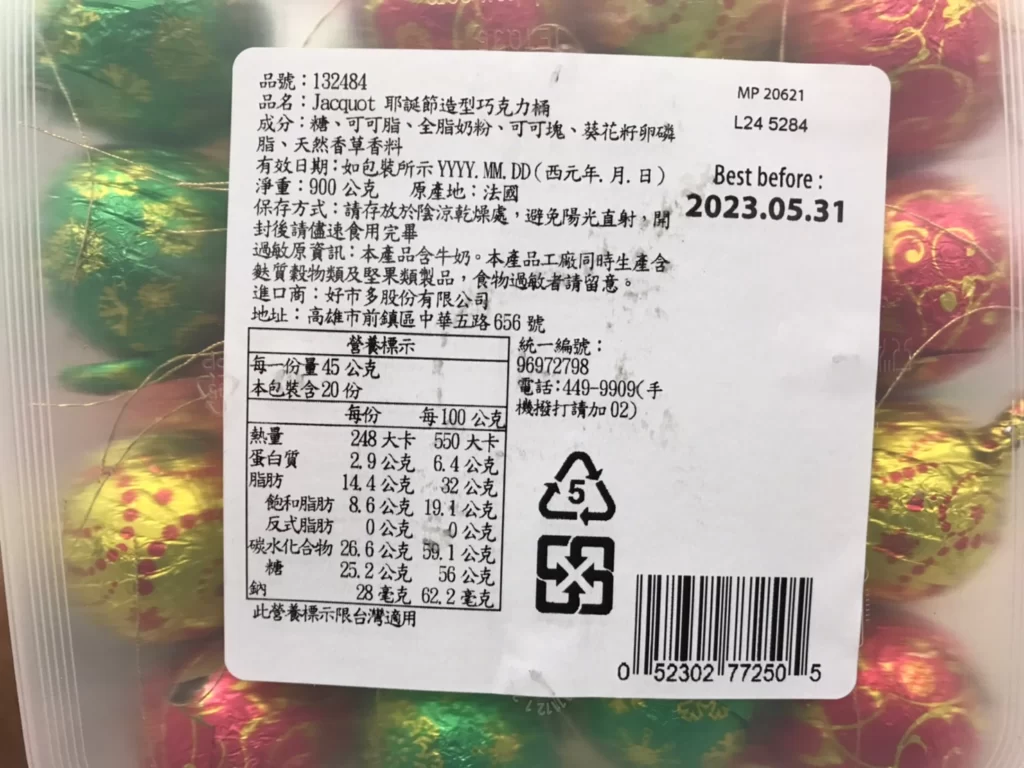 品號：132484
品名：Jacquot 耶誕節造型巧克力桶
成分：糖、可可脂、全脂奶粉、可可塊、葵花籽卵磷
脂、天然香草香料
有效日期：如包裝所示 YYYY. MM. DD(西元年. 月. 日)
淨重：900 公克 原產地：法國
保存方式：請存放於陰涼乾燥處，避免陽光直射，開
封後請儘速食用完畢
過敏原資訊：本產品含牛奶。本產品工廠同時生產含
麩質穀物類及堅果類製品，食物過敏者請留意。
進口商：好市多股份有限公司
地址：高雄市前鎮區中華五路 656 號
MP 20621
L24 5284
Best before :
2023.05.31
營養標示
每一份量 45 公克
本包裝含 20 份
每份 每 100 公克
熱量 248 大卡 550 大卡
蛋白質 2.9 公克 6.4 公克
脂肪 14.4 公克 32 公克
飽和脂肪 8.6 公克 19.1 公克
反式脂肪 0 公克 0 公克
碳水化合物 26.6 公克 59.1 公克
糖 25.2 公克 56 公克
鈉 28 毫克 62.2 毫克
此營養標示限台灣適用
統一編號：
96972798
電話:449-9909(手
機撥打請加 02)
5
0 52302 77250 5